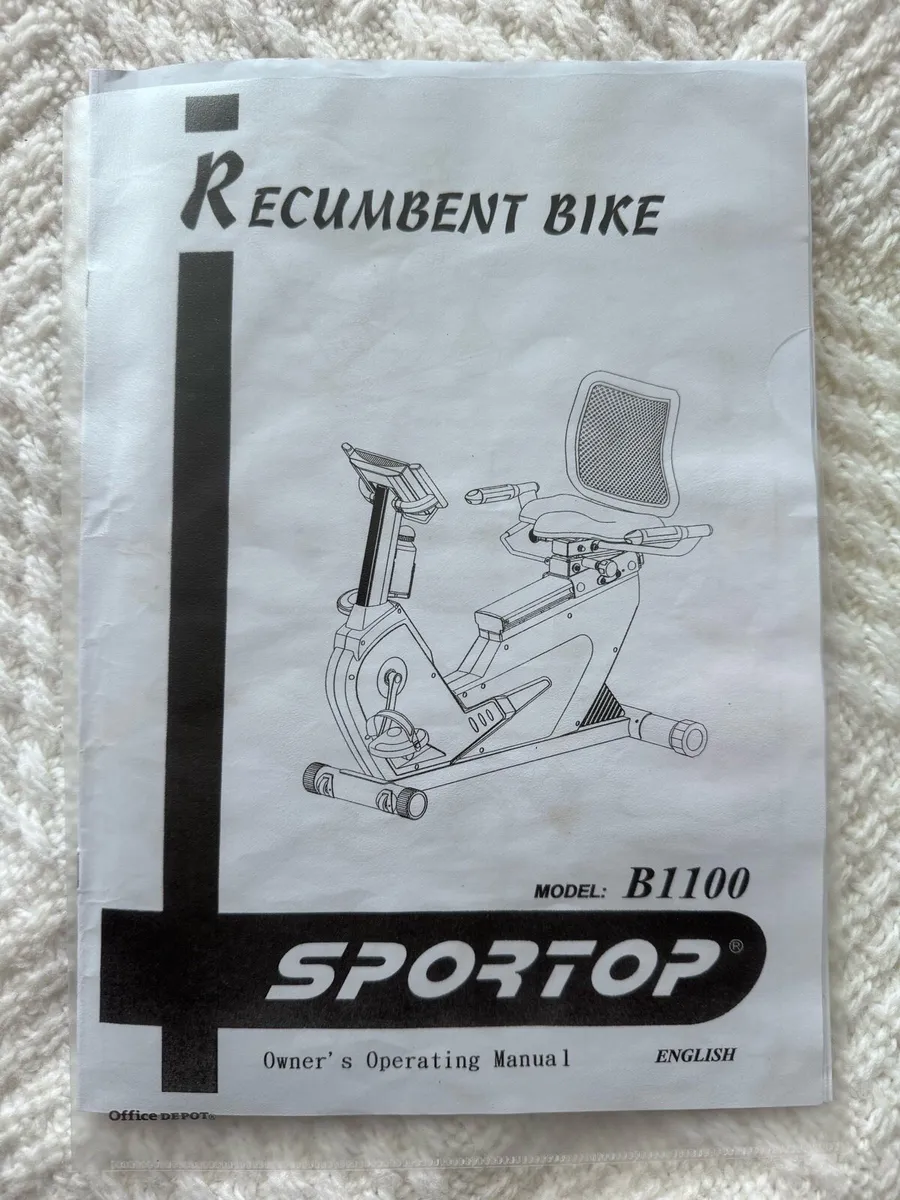 RECUMBENT BIKE
MODEL: B1100
SPORTOP®
Owner's Operating Manual
ENGLISH
Office DEPOT®